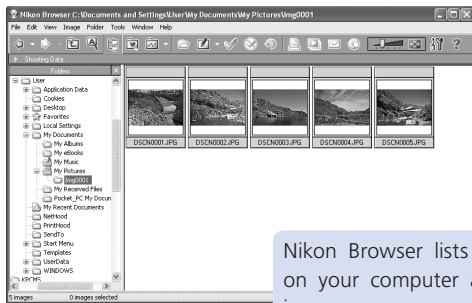 Nikon Browser C:\Documents and Settings\User\My Documents\My Pictures\Img0001
File Edit View Image Folder Tools Window Help
Shooting Data
Folders
User
Application Data
Cookies
Desktop
Favorites
Local Settings
My Documents
My Albums
My eBooks
My Music
My Pictures
Img0001
My Received Files
Pocket_PC My Docun
My Recent Documents
NetHood
PrintHood
SendTo
Start Menu
Templates
UserData
WINDOWS
KPCMS
DSCN0001.JPG DSCN0002.JPG DSCN0003.JPG DSCN0004.JPG DSCN0005.JPG
5 images 0 images selected
Nikon Browser lists
on your computer